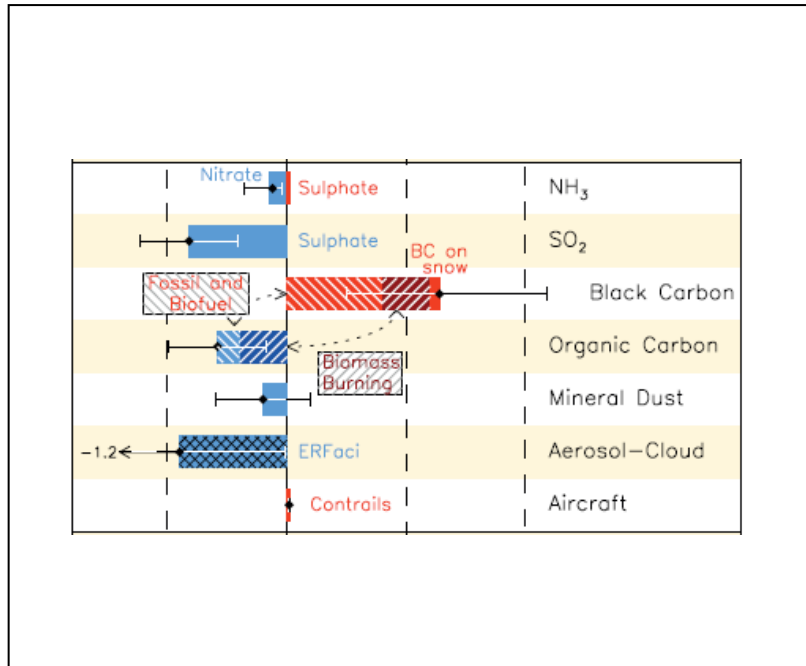 Nitrate
Sulphate
NH₃
Sulphate
SO₂
BC on
snow
Fossil and
Biofuel
Black Carbon
Organic Carbon
Biomass
Burning
Mineral Dust
-1.2
ERFaci
Aerosol-Cloud
Contrails
Aircraft